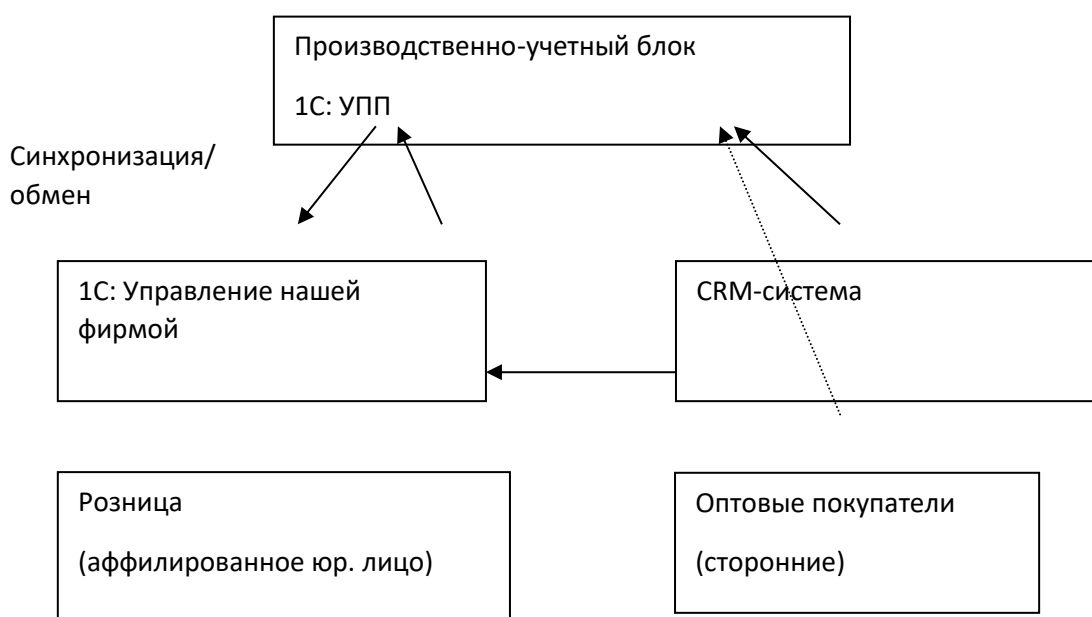 Производственно-учетный блок
1С: УПП
Синхронизация/
обмен
1С: Управление нашей
фирмой
CRM-система
Розница
(аффилированное юр. лицо)
Оптовые покупатели
(сторонние)